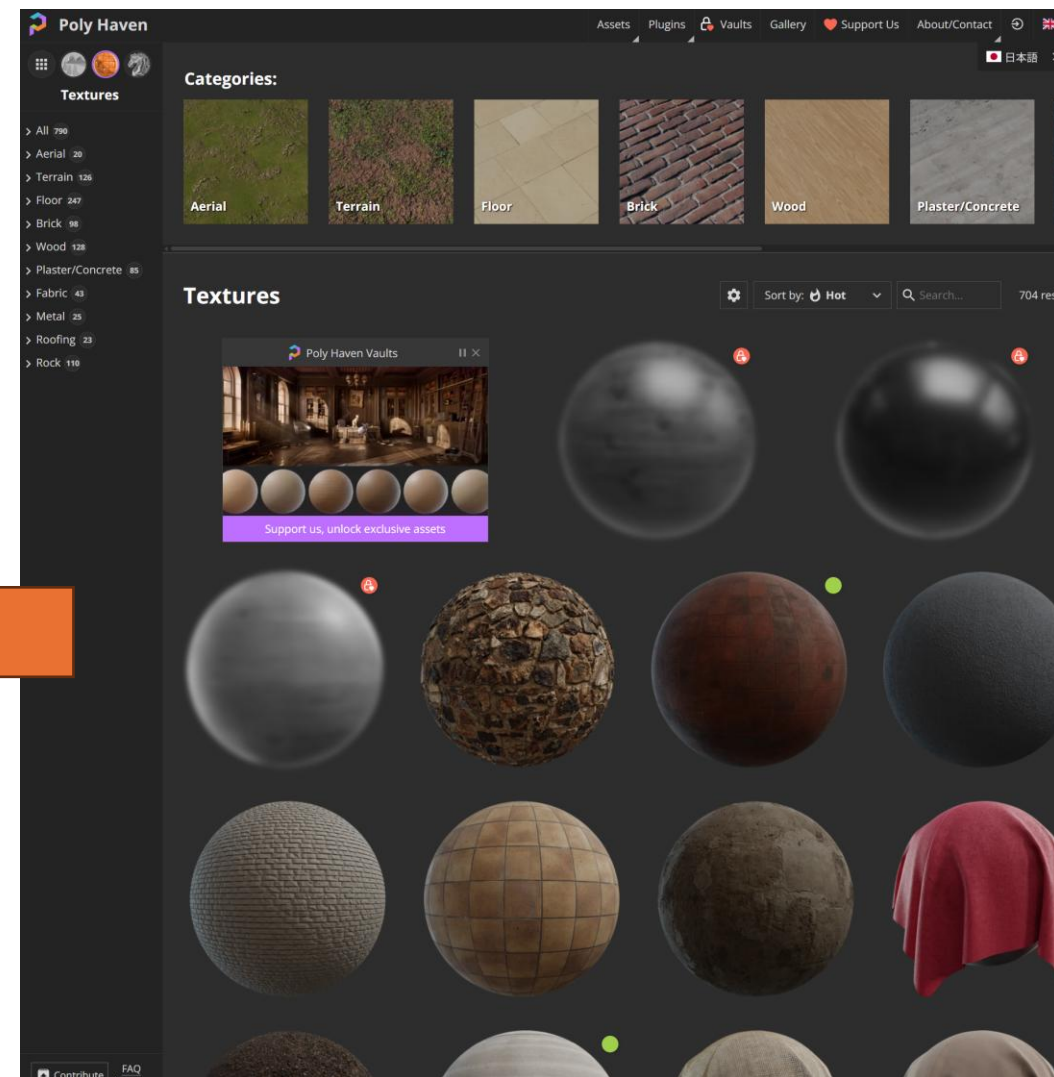 Poly Haven
Assets Plugins Vaults Gallery Support Us About/Contact
日本語
Textures
All 790
Aerial 20
Terrain 126
Floor 247
Brick 98
Wood 128
Plaster/Concrete 85
Fabric 43
Metal 25
Roofing 23
Rock 110
Categories:
Aerial
Terrain
Floor
Brick
Wood
Plaster/Concrete
Textures
Sort by: Hot
Search...
704 res
Poly Haven Vaults
Support us, unlock exclusive assets
Contribute
FAQ